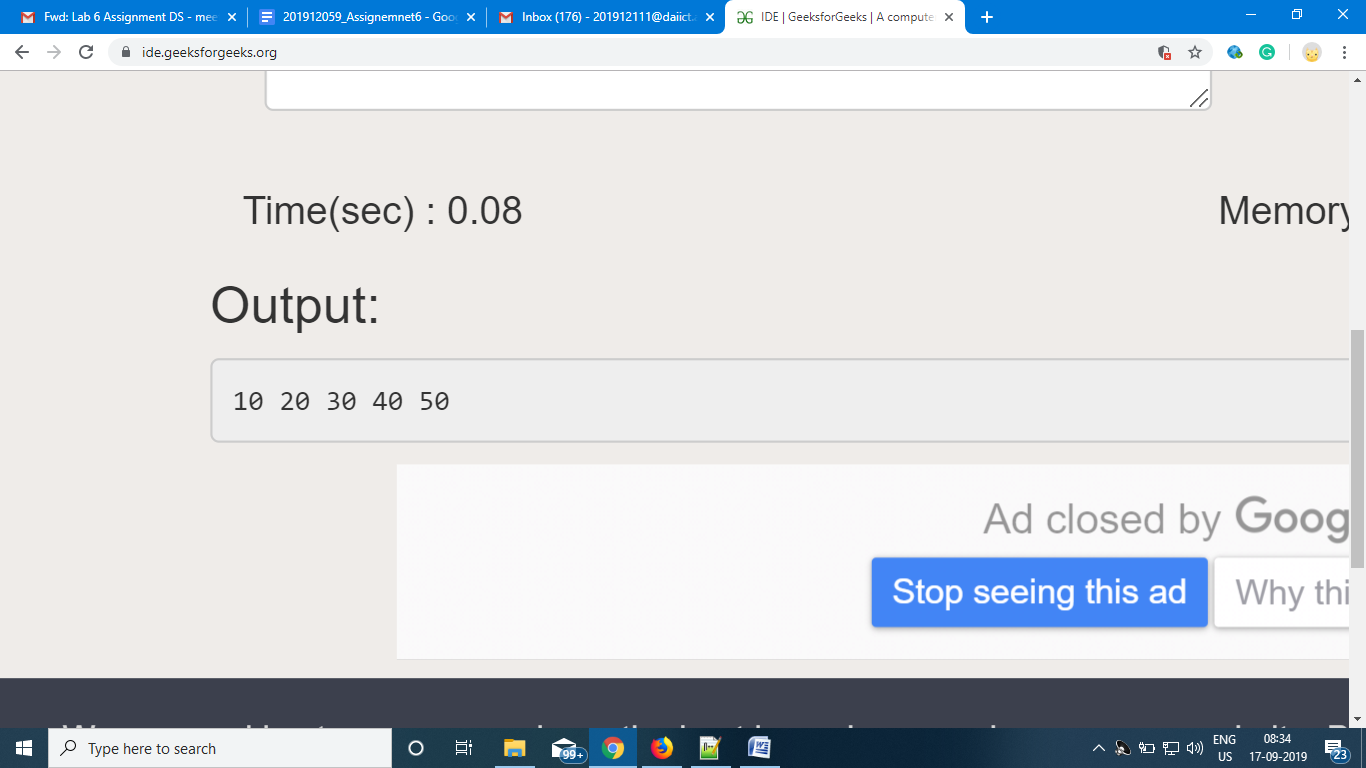 Fwd: Lab 6 Assignment DS - mee
201912059_Assignemnet6 - Goo
Inbox (176) - 201912111@daiict.a
IDE | GeeksforGeeks | A compute
ide.geeksforgeeks.org
Time(sec) : 0.08
Memory
Output:
10 20 30 40 50
Ad closed by Goog
Stop seeing this ad
Why thi
Type here to search
99+
ENG
US
08:34
17-09-2019
23